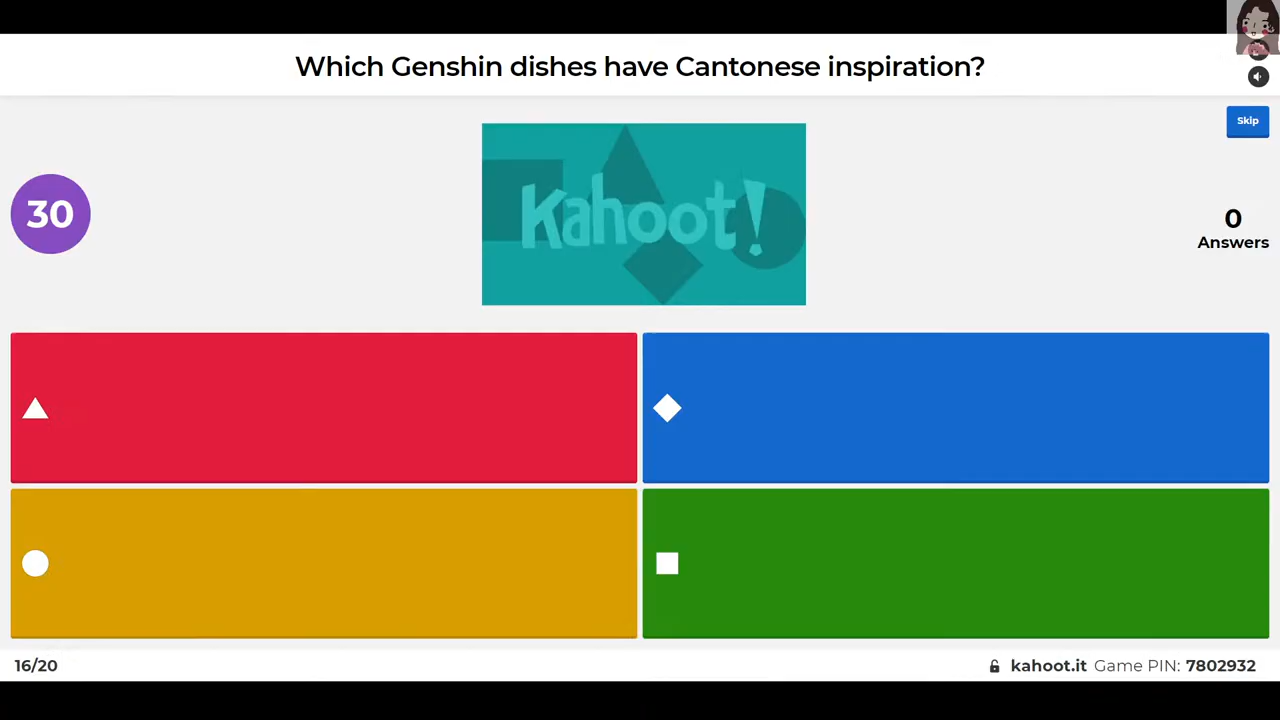 Which Genshin dishes have Cantonese inspiration?
Skip
30
Kahoot!
0
Answers
16/20
kahoot.it Game PIN: 7802932